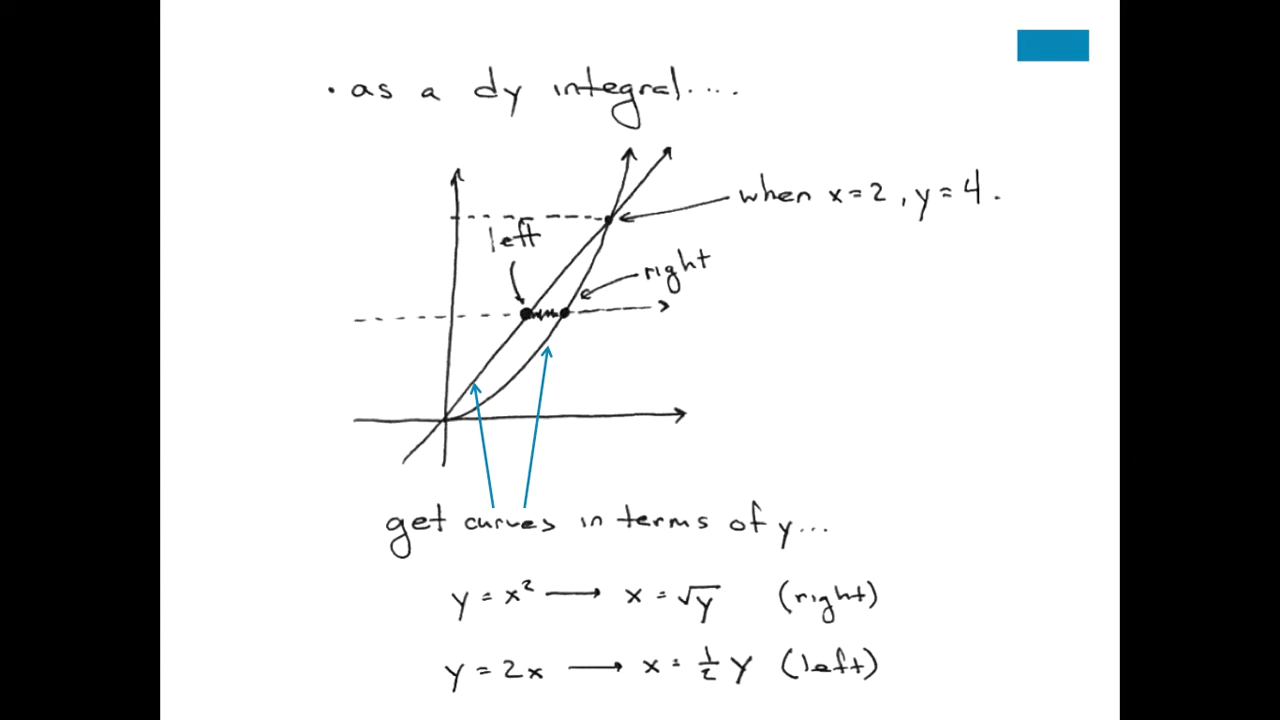 • as a dy integral....
when x=2, y=4.
left
right
get curves in terms of y...
y = x² ⟶ x = √y (right)
y = 2x ⟶ x = ½ y (left)